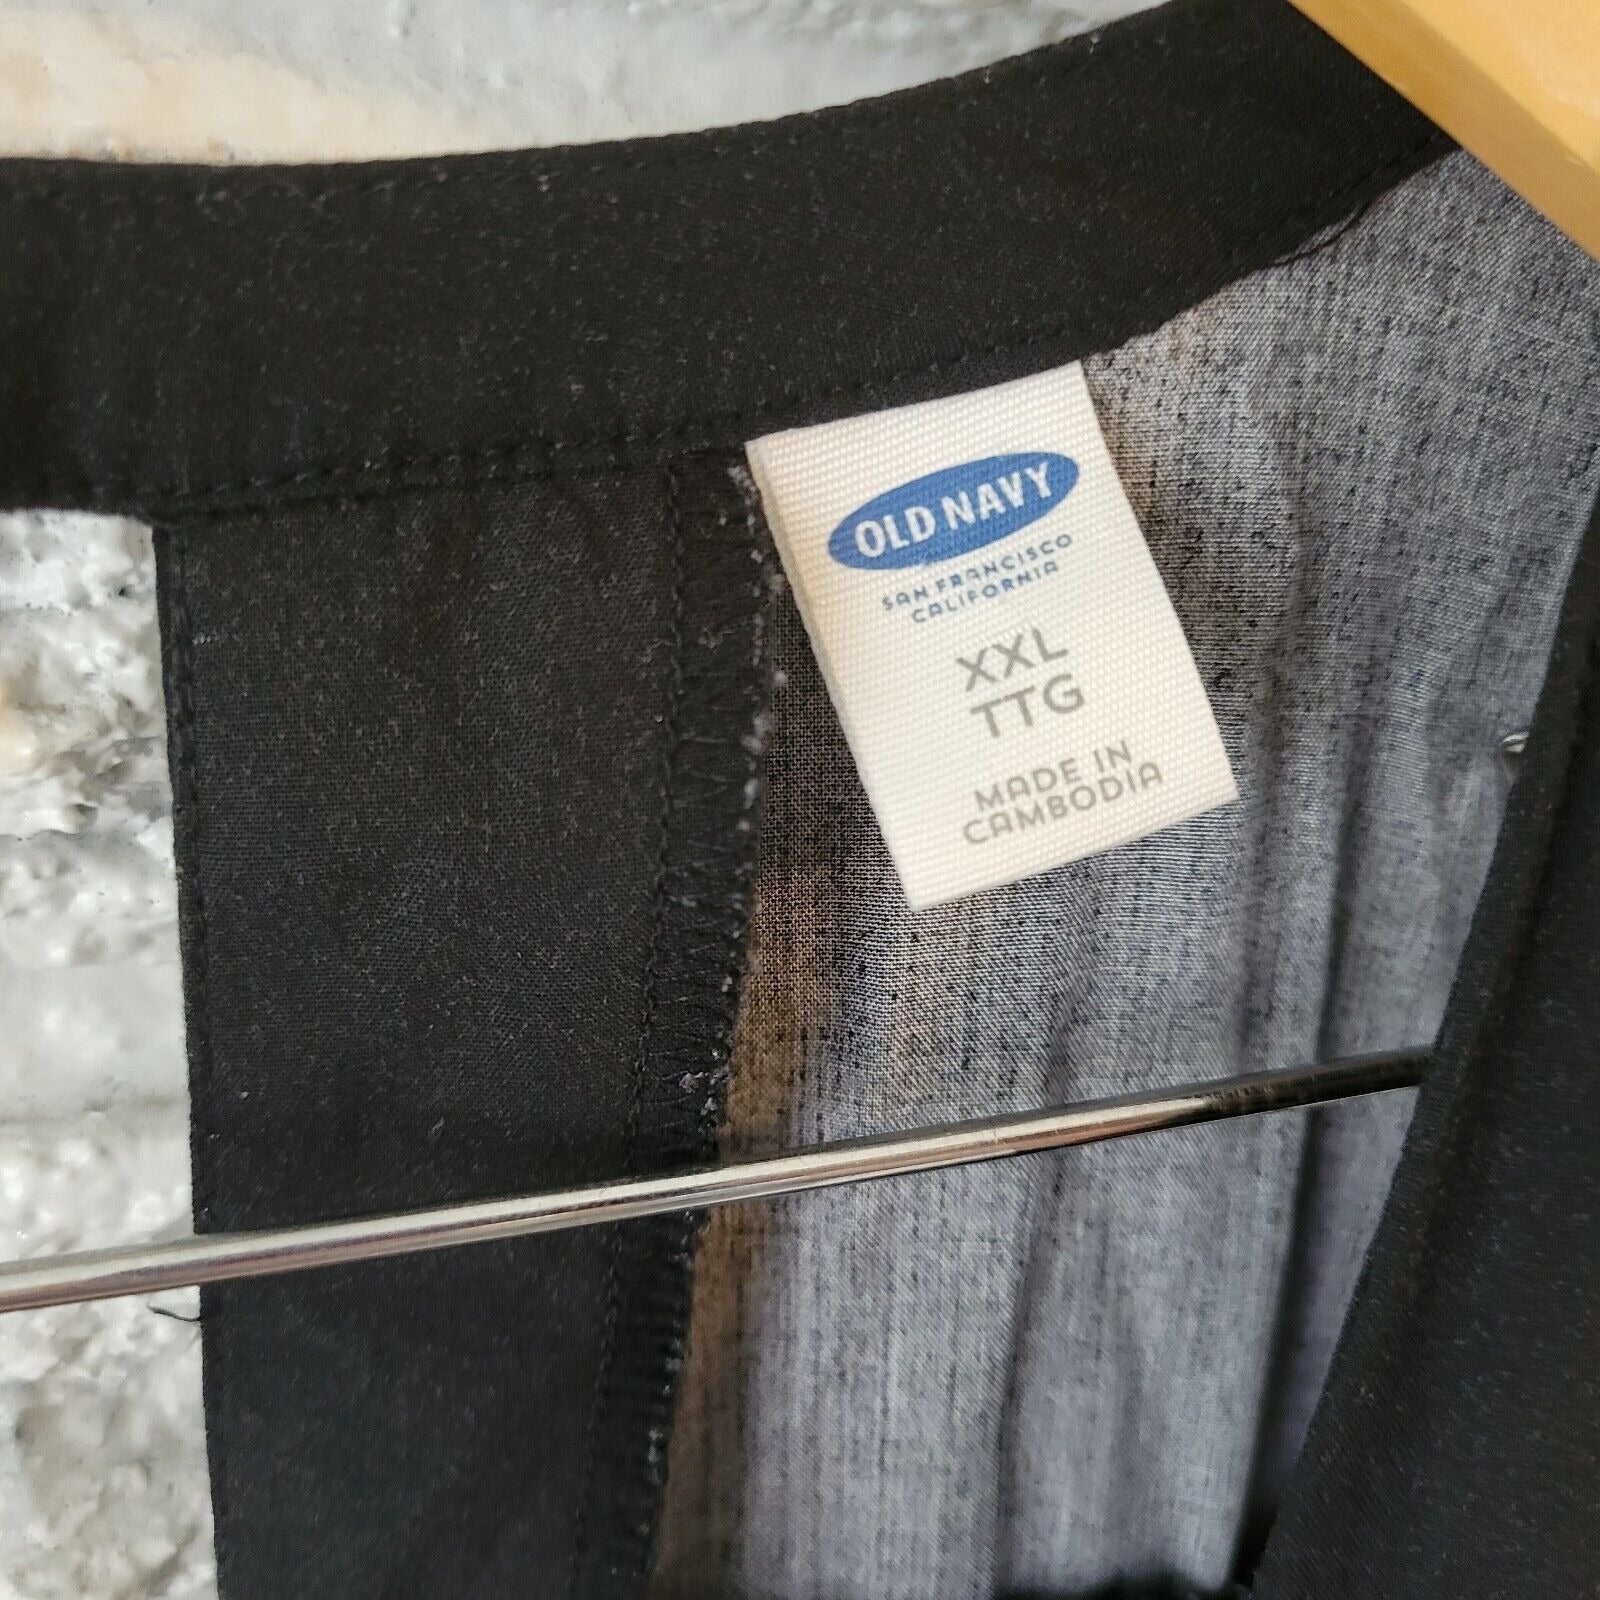 OLD NAVY
SAN FRANCISCO
CALIFORNIA
XXL
TTG
MADE IN
CAMBODIA